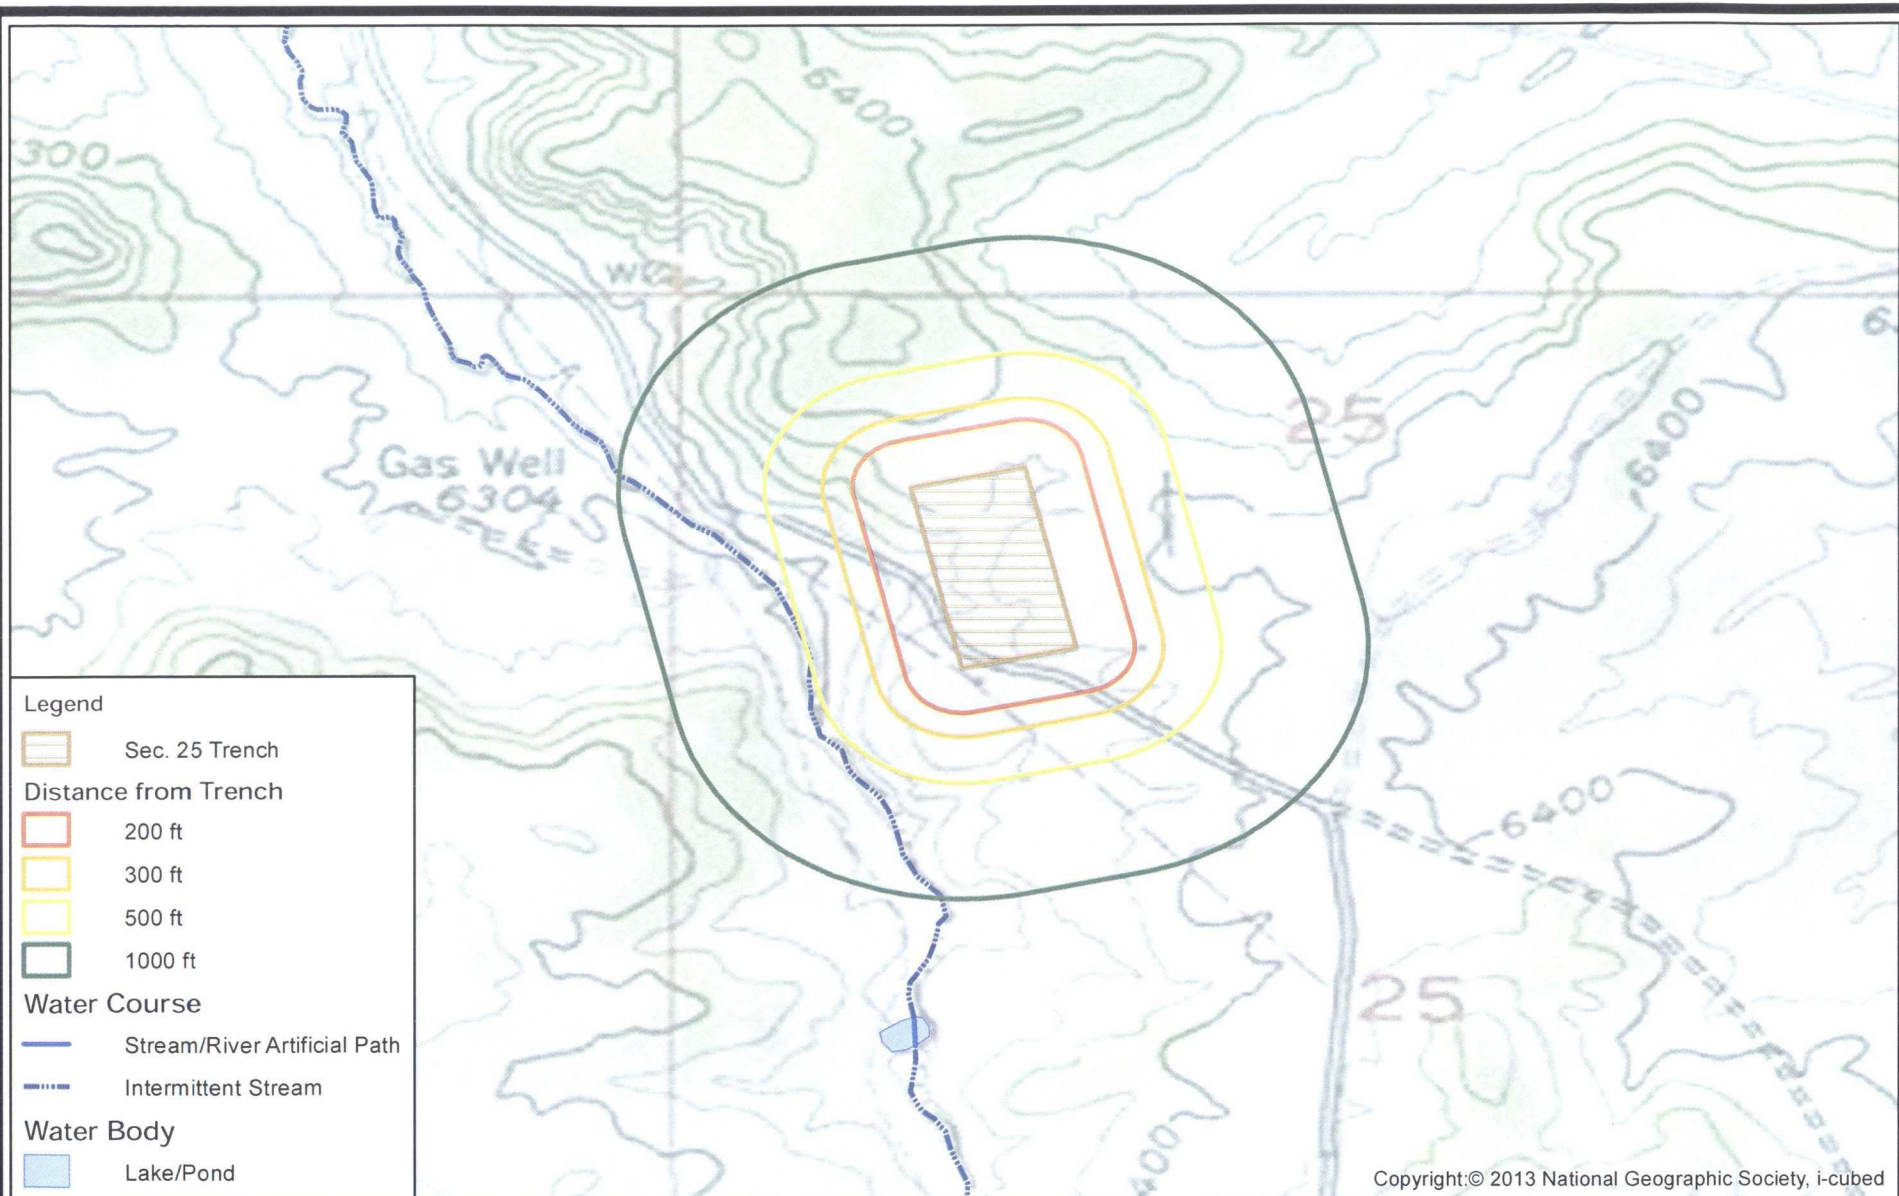 6400
300
W
6
25
Gas Well
6304
6400
6400
25
400
Legend
Sec. 25 Trench
Distance from Trench
200 ft
300 ft
500 ft
1000 ft
Water Course
Stream/River Artificial Path
Intermittent Stream
Water Body
Lake/Pond
Copyright:© 2013 National Geographic Society, i-cubed